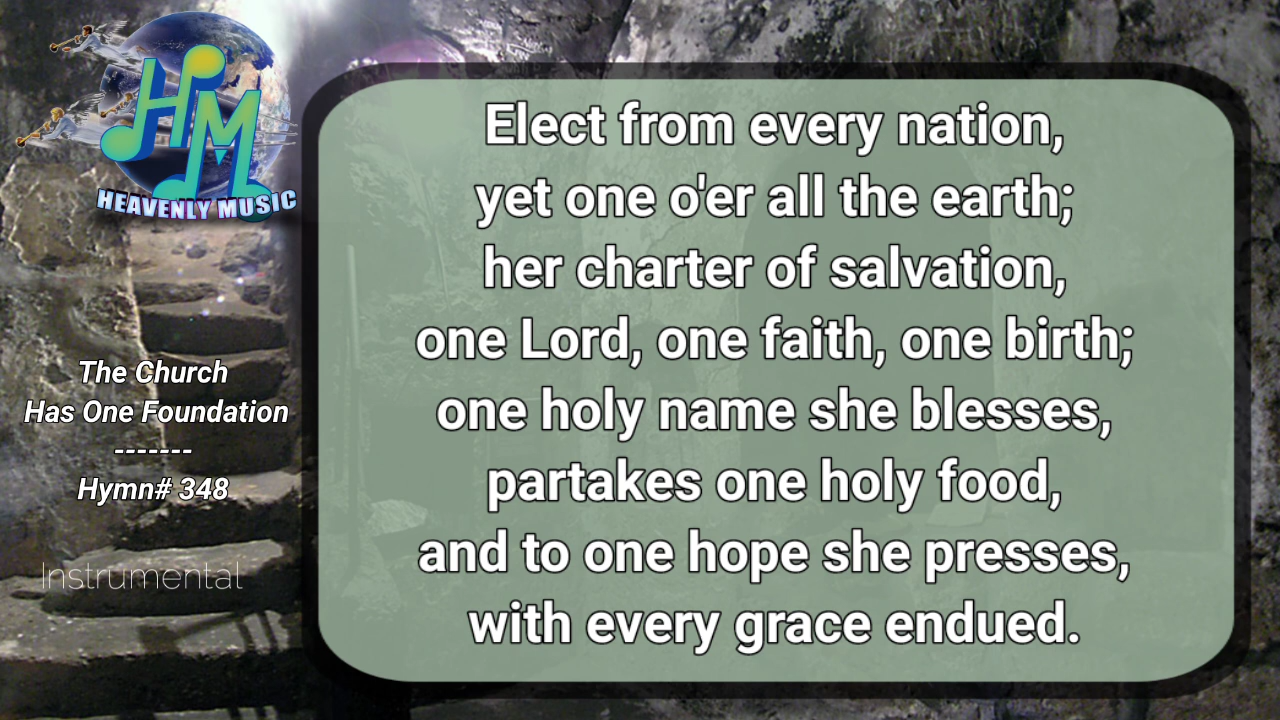 HM
HEAVENLY MUSIC
The Church
Has One Foundation
-------
Hymn# 348
Instrumental
Elect from every nation,
yet one o'er all the earth;
her charter of salvation,
one Lord, one faith, one birth;
one holy name she blesses,
partakes one holy food,
and to one hope she presses,
with every grace endued.